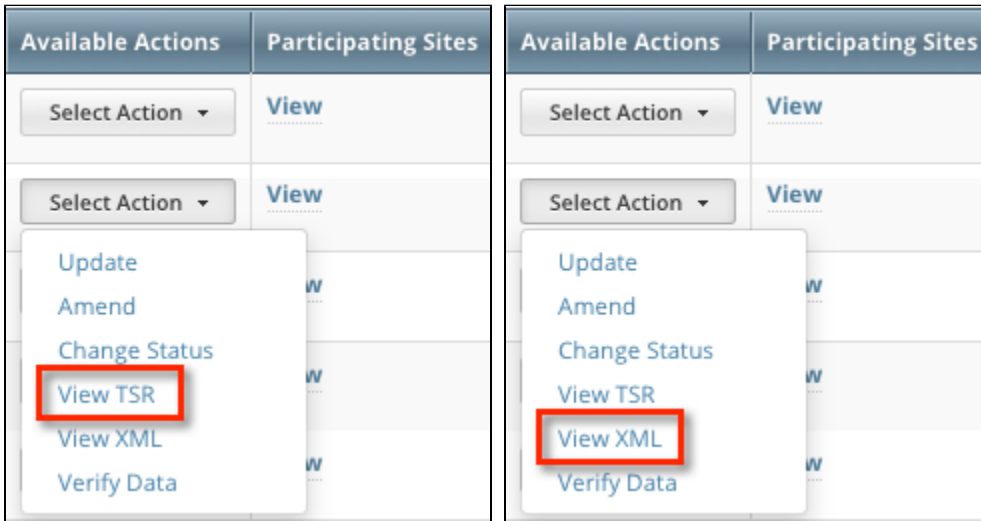 Available Actions Participating Sites
Select Action View
Select Action View
Update
Amend
Change Status
View TSR
View XML
Verify Data
Available Actions Participating Sites
Select Action View
Select Action View
Update
Amend
Change Status
View TSR
View XML
Verify Data